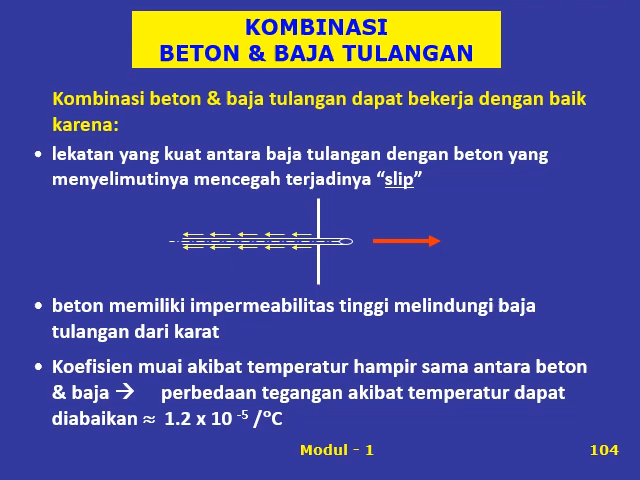 KOMBINASI
BETON & BAJA TULANGAN
Kombinasi beton & baja tulangan dapat bekerja dengan baik
karena:
• lekatan yang kuat antara baja tulangan dengan beton yang
menyelimutinya mencegah terjadinya “slip”
• beton memiliki impermeabilitas tinggi melindungi baja
tulangan dari karat
• Koefisien muai akibat temperatur hampir sama antara beton
& baja → perbedaan tegangan akibat temperatur dapat
diabaikan ≈ 1.2 x 10 -5 /°C
Modul - 1 104